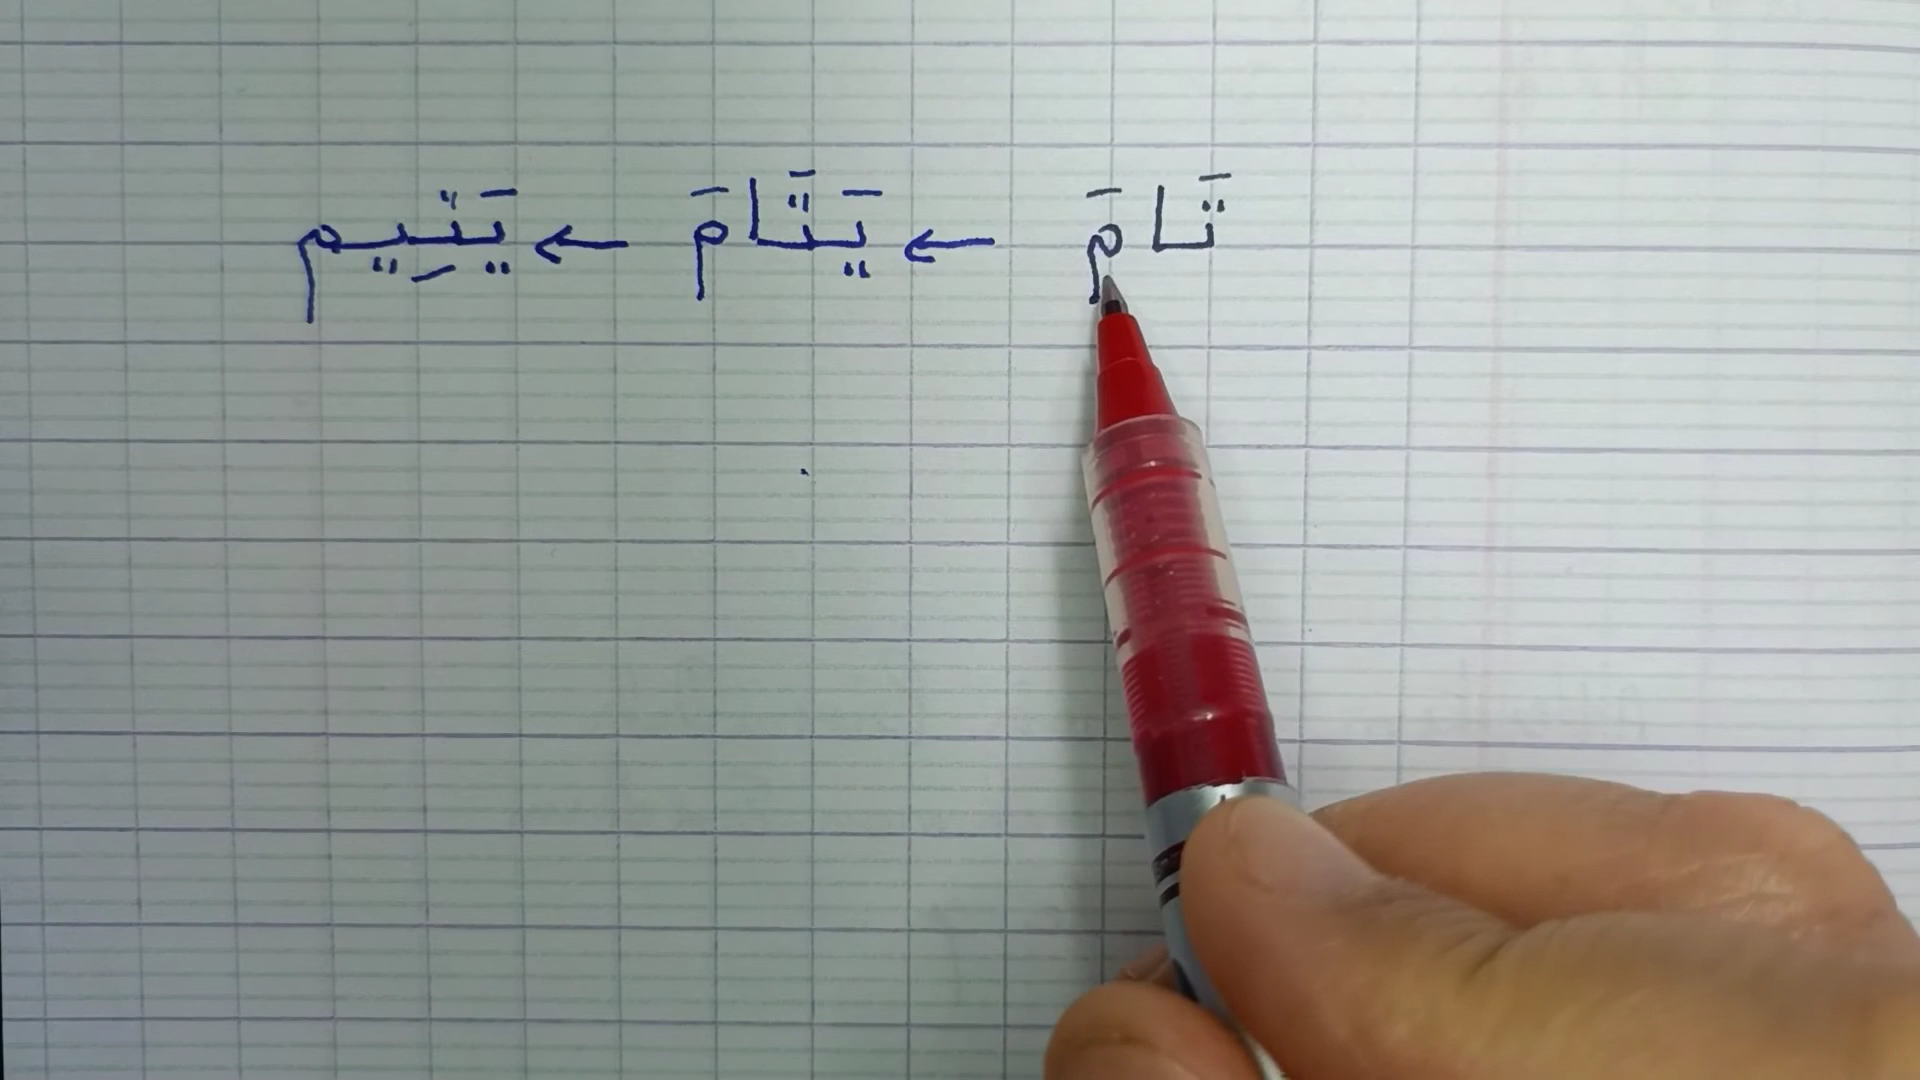 تَامَ ← يَتَامَ ← يَتِيم